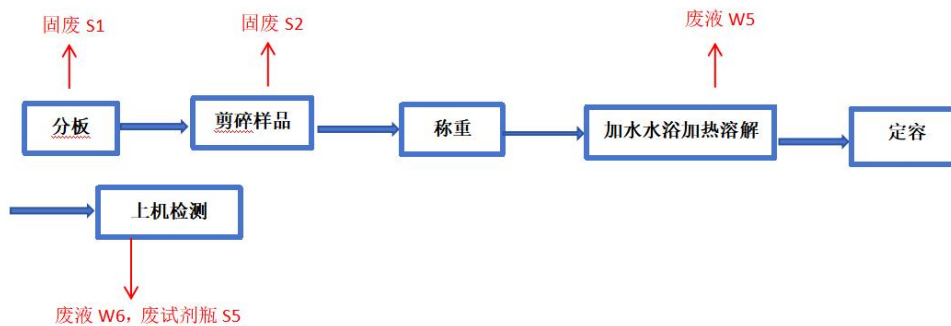 固废 S1
固废 S2
废液 W5
分板
剪碎样品
称重
加水水浴加热溶解
定容
上机检测
废液 W6，废试剂瓶 S5